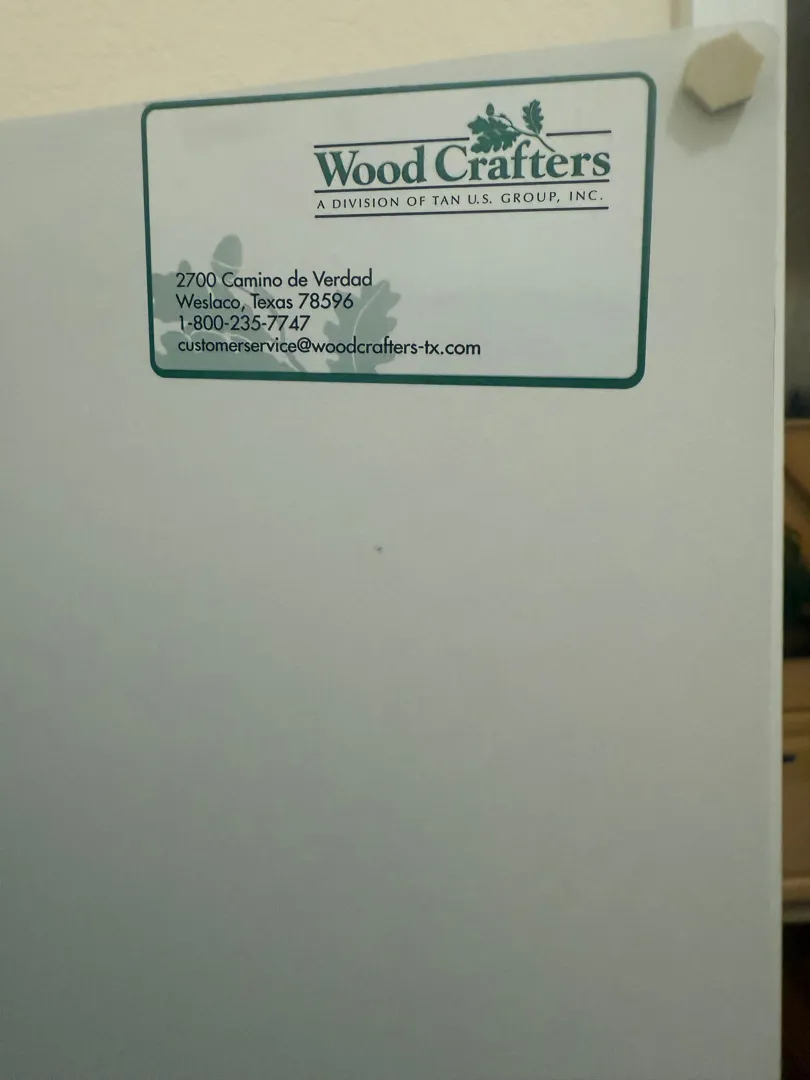 Wood Crafters
A DIVISION OF TAN U.S. GROUP, INC.
2700 Camino de Verdad
Weslaco, Texas 78596
1-800-235-7747
customerservice@woodcrafters-tx.com